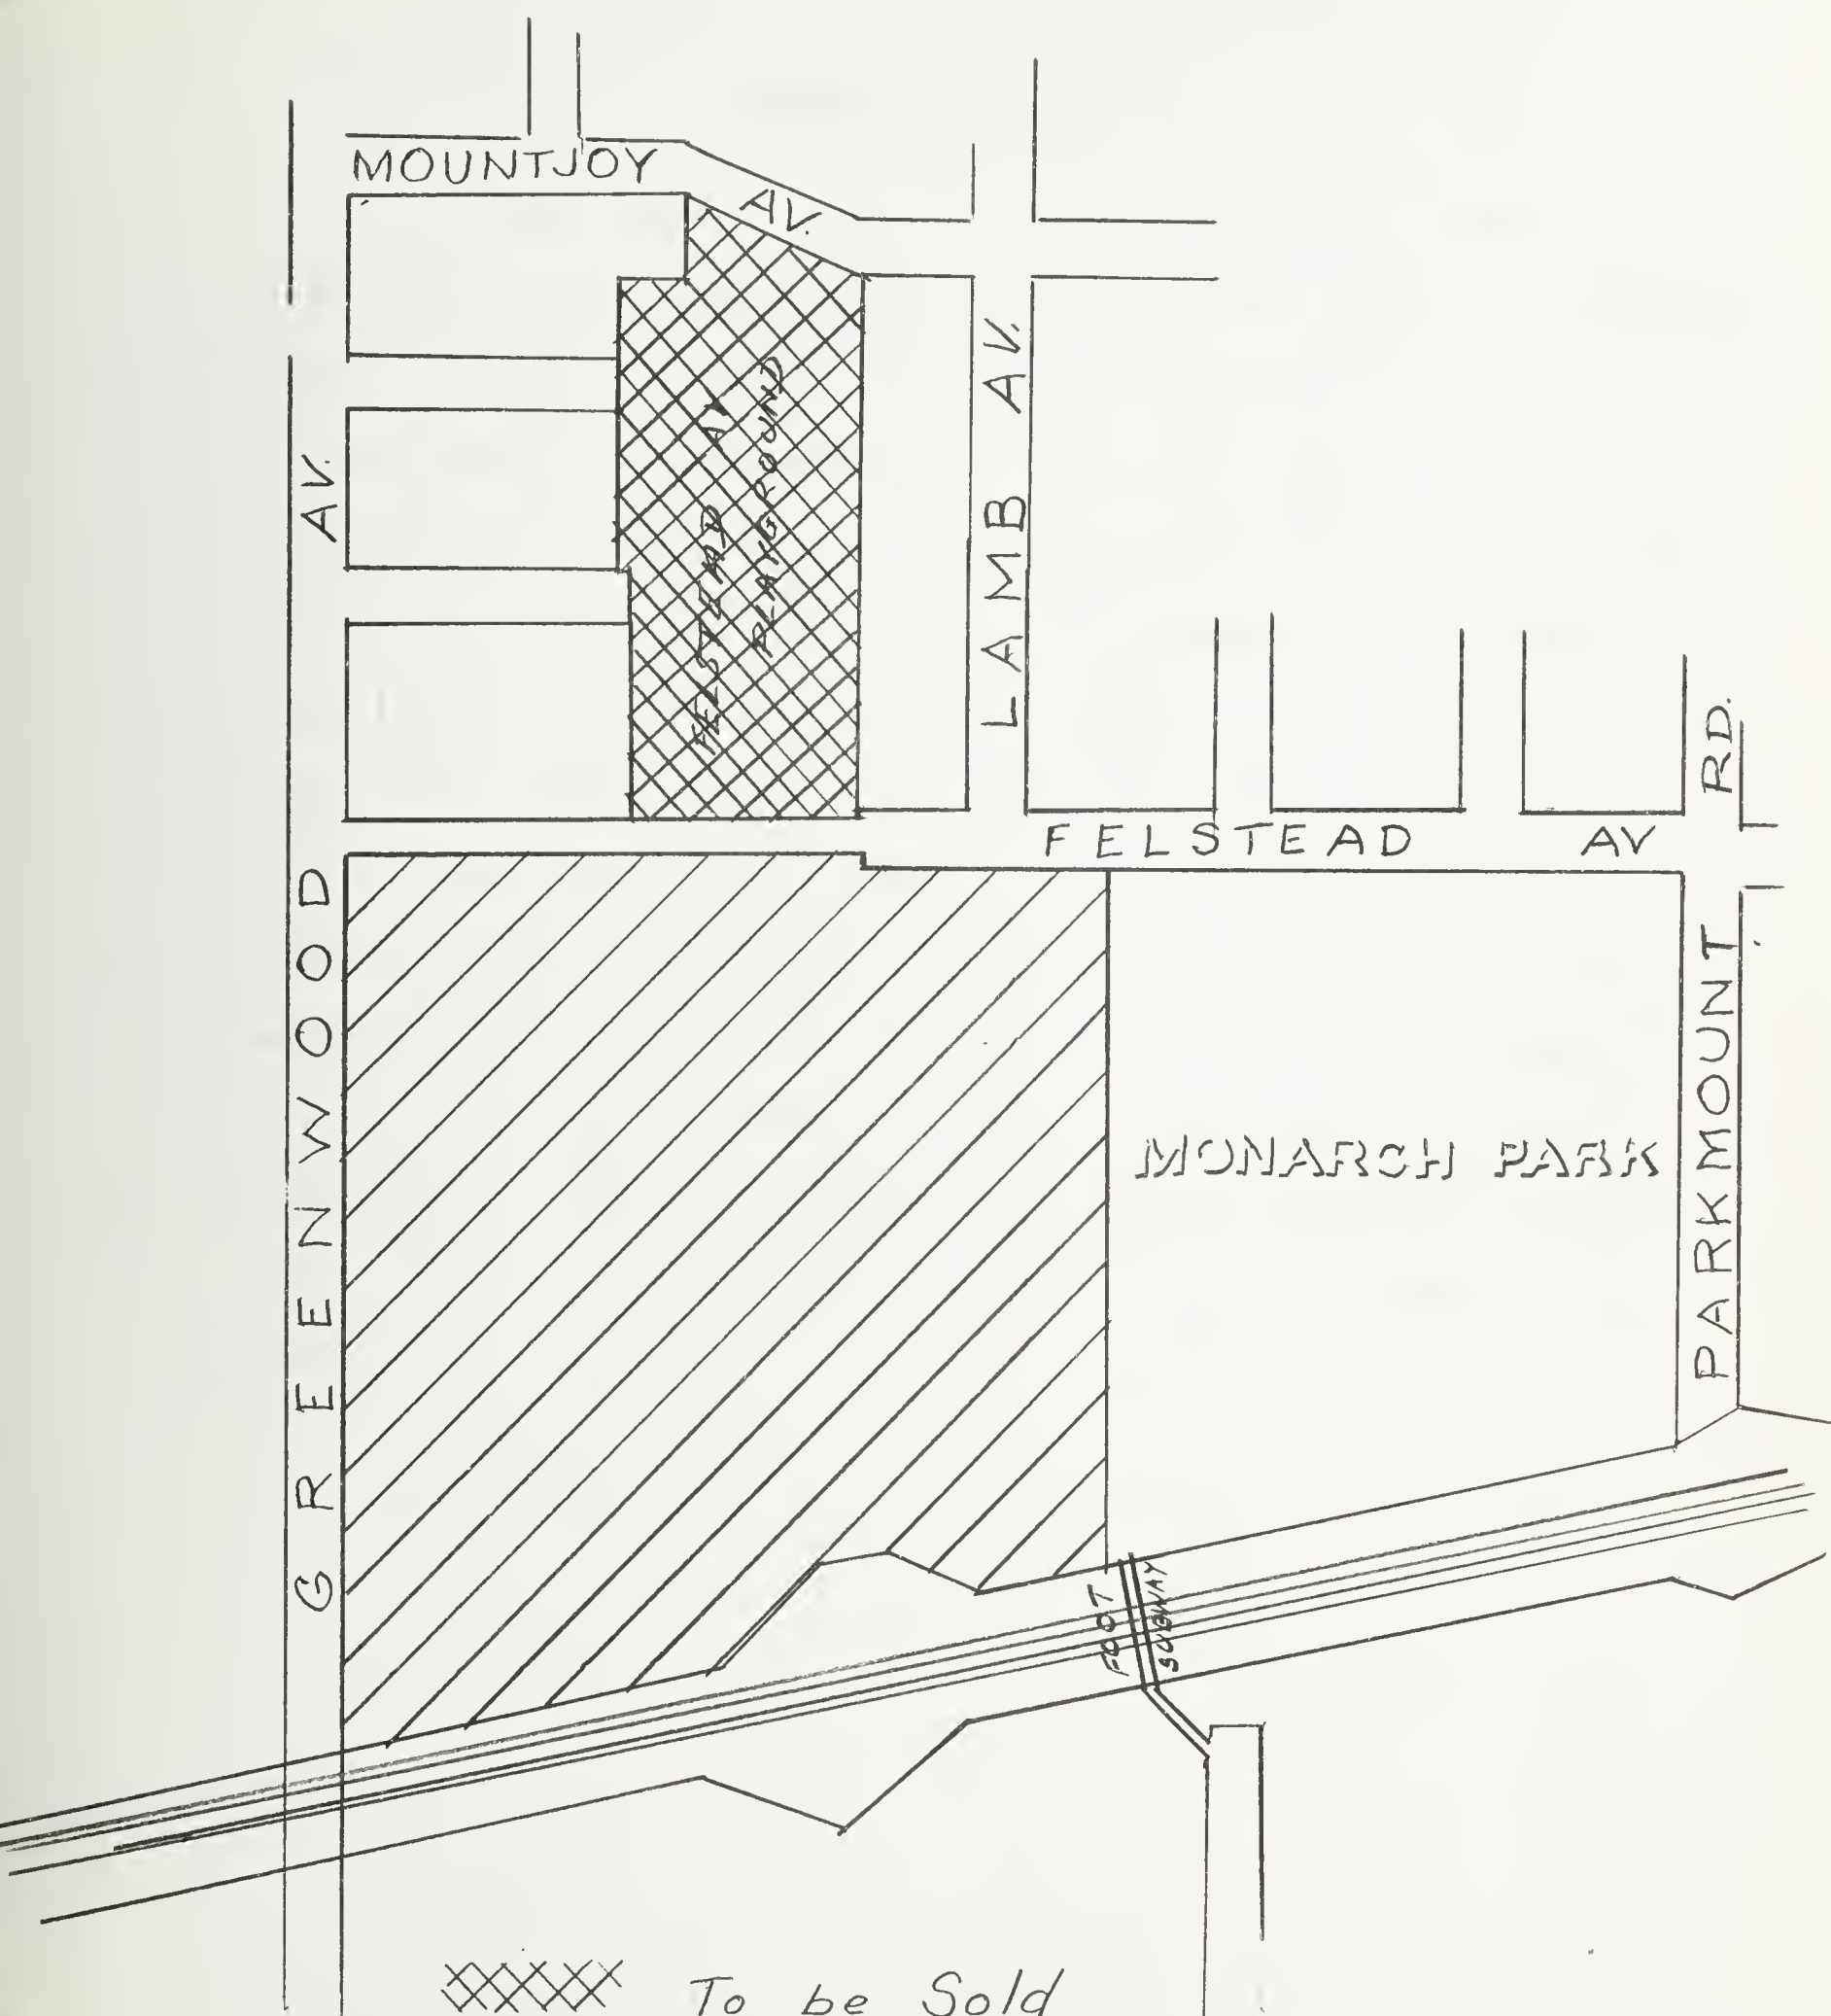 MOUNTJOY AV.
FELSTEAD AV
PLAYGROUND
LAMB AV.
GREENWOOD AV.
FELSTEAD AV
PARKMOUNT RD.
MONARCH PARK
FOOT
SUBWAY
To be Sold